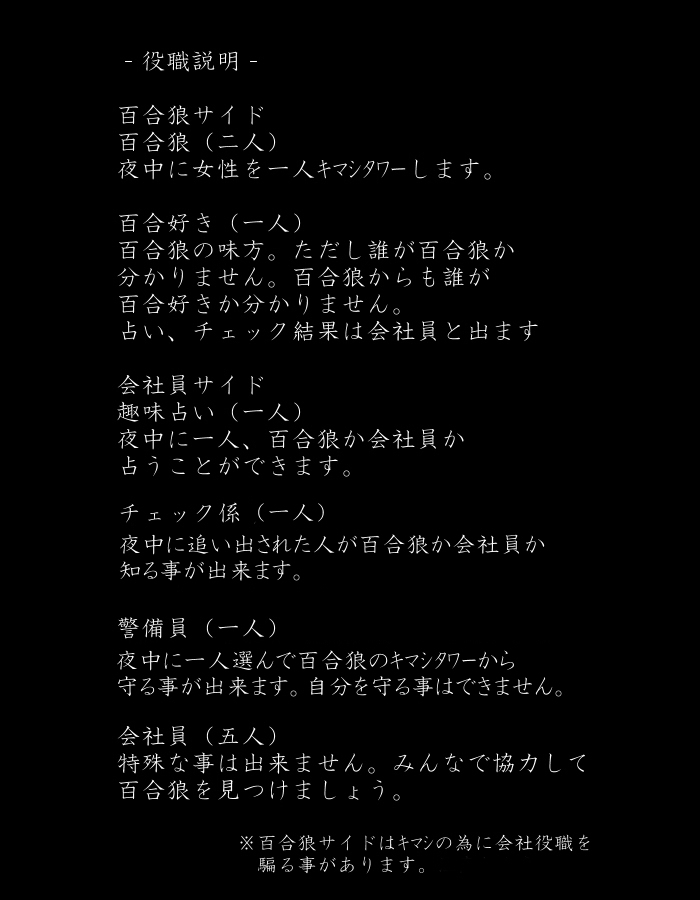 - 役職説明 -
百合狼サイド
百合狼（二人）
夜中に女性を一人ｷﾏｼﾀﾜｰします。
百合好き（一人）
百合狼の味方。ただし誰が百合狼か
分かりません。百合狼からも誰が
百合好きか分かりません。
占い、チェック結果は会社員と出ます
会社員サイド
趣味占い（一人）
夜中に一人、百合狼か会社員か
占うことができます。
チェック係（一人）
夜中に追い出された人が百合狼か会社員か
知る事が出来ます。
警備員（一人）
夜中に一人選んで百合狼のｷﾏｼﾀﾜｰから
守る事が出来ます。自分を守る事はできません。
会社員（五人）
特殊な事は出来ません。みんなで協力して
百合狼を見つけましょう。
※百合狼サイドはｷﾏｼの為に会社役職を
騙る事があります。